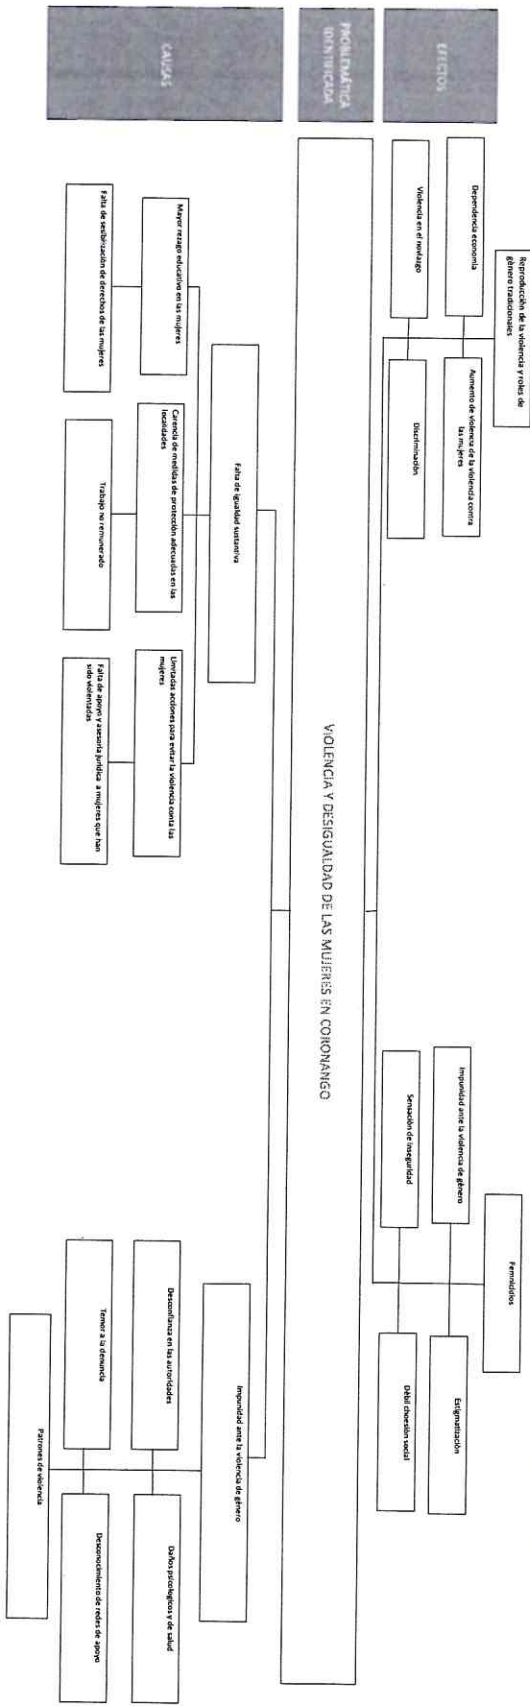 EFECTOS
Reproducción de la violencia y roles de
género tradicionales
Feminicidios
Dependencia economía
Aumento de violencia de la violencia contra
las mujeres
Impunidad ante la violencia de género
Estigmatización
Violencia en el noviazgo
Discriminación
Sensación de inseguridad
Débil choesión social
PROBLEMÁTICA
IDENTIFICADA
VIOLENCIA Y DESIGUALDAD DE LAS MUJERES EN CORONANGO
CAUSAS
Falta de igualdad sustantiva
Impunidad ante la violencia de género
Mayor rezago educativo en las mujeres
Carencia de medidas de protección adecuadas en las
localidades
Limitadas acciones para evitar la violencia conta las
mujeres
Desconfianza en las autoridades
Daños psicologicos y de salud
Falta de sesibización de derechos de las mujeres
Trabajo no remunerado
Falta de apoyo y asesoría jurídica a mujeres que han
sido violentadas
Temor a la denuncia
Desconocimiento de redes de apoyo
Patrones de violencia